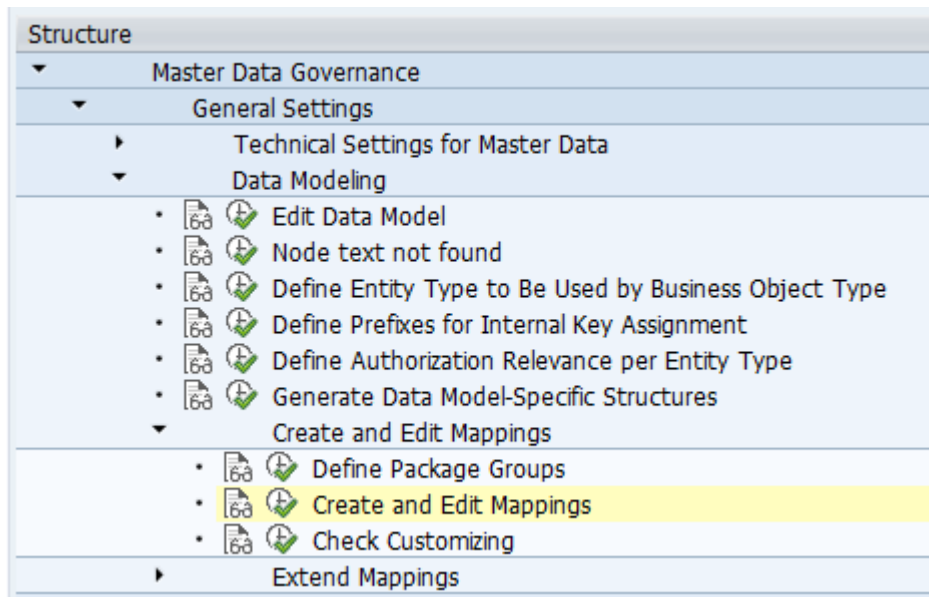 Structure
Master Data Governance
General Settings
Technical Settings for Master Data
Data Modeling
Edit Data Model
Node text not found
Define Entity Type to Be Used by Business Object Type
Define Prefixes for Internal Key Assignment
Define Authorization Relevance per Entity Type
Generate Data Model-Specific Structures
Create and Edit Mappings
Define Package Groups
Create and Edit Mappings
Check Customizing
Extend Mappings